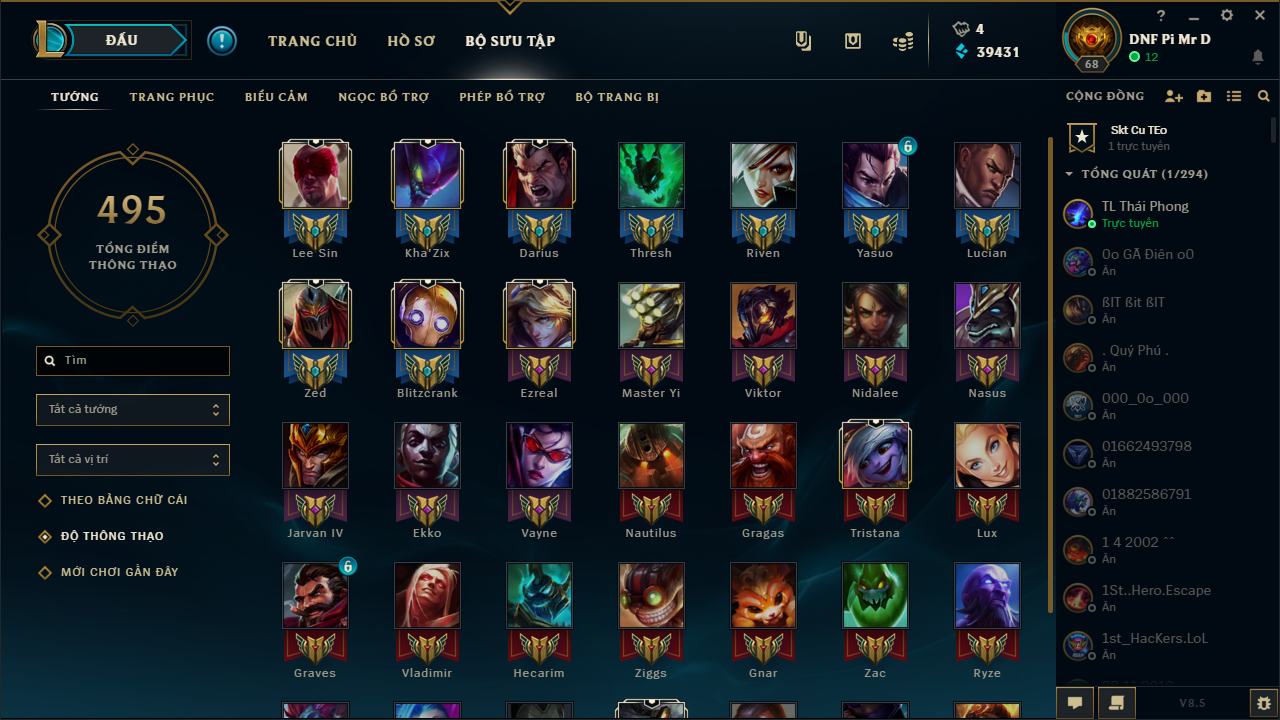 ĐẤU
TRANG CHỦ
HỒ SƠ
BỘ SƯU TẬP
4
39431
?
68
DNF Pi Mr D
12
TƯỚNG
TRANG PHỤC
BIỂU CẢM
NGỌC BỔ TRỢ
PHÉP BỔ TRỢ
BỘ TRANG BỊ
CỘNG ĐỒNG
495
TỔNG ĐIỂM
THÔNG THẠO
Tìm
Tất cả tướng
Tất cả vị trí
THEO BẢNG CHỮ CÁI
ĐỘ THÔNG THẠO
MỚI CHƠI GẦN ĐÂY
6
Lee Sin
Kha'Zix
Darius
Thresh
Riven
Yasuo
Lucian
Zed
Blitzcrank
Ezreal
Master Yi
Viktor
Nidalee
Nasus
Jarvan IV
Ekko
Vayne
Nautilus
Gragas
Tristana
Lux
6
Graves
Vladimir
Hecarim
Ziggs
Gnar
Zac
Ryze
Skt Cu TEo
1 trực tuyến
TỔNG QUÁT (1/294)
TL Thái Phong
Trực tuyến
0o GÃ Điên o0
Ẩn
ßIT ßit ßIT
Ẩn
. Quý Phú .
Ẩn
000_0o_000
Ẩn
01662493798
Ẩn
01882586791
Ẩn
1 4 2002 ^^
Ẩn
1St..Hero.Escape
Ẩn
1st_HacKers.LoL
Ẩn
V8.5